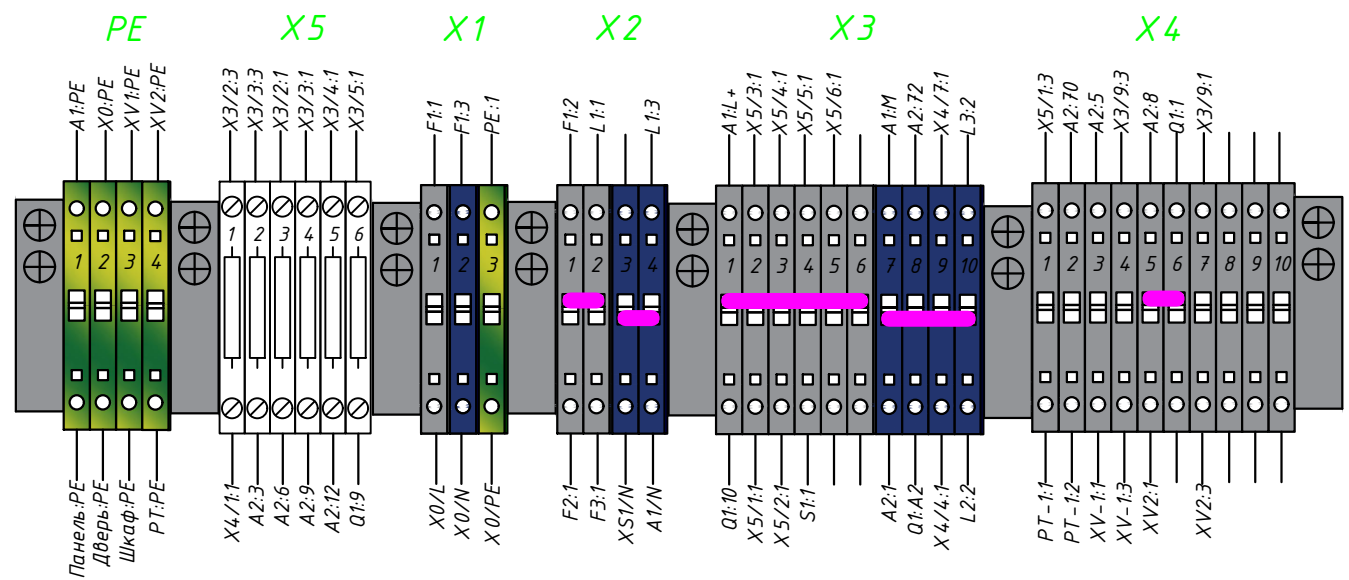 PE
X5
X1
X2
X3
X4
A1:PE
X0:PE
XV1:PE
XV2:PE
X3/2:3
X3/3:3
X3/2:1
X3/3:1
X3/4:1
X3/5:1
F1:1
F1:3
PE:1
F1:2
L1:1
L1:3
A1:L+
X5/3:1
X5/4:1
X5/5:1
X5/6:1
A1:M
A2:72
X4/7:1
L3:2
X5/1:3
A2:70
A2:5
X3/9:3
A2:8
Q1:1
X3/9:1
1 2 3 4
1 2 3 4 5 6
1 2 3
1 2 3 4
1 2 3 4 5 6 7 8 9 10
1 2 3 4 5 6 7 8 9 10
Панель:PE
Дверь:PE
Шкаф:PE
PT:PE
X4/1:1
A2:3
A2:6
A2:9
A2:12
Q1:9
X0/L
X0/N
X0/PE
F2:1
F3:1
XS1/N
A1/N
Q1:10
X5/1:1
X5/2:1
S1:1
A2:1
Q1:A2
X4/4:1
L2:2
PT-1:1
PT-1:2
XV-1:1
XV-1:3
XV2:1
XV2:3